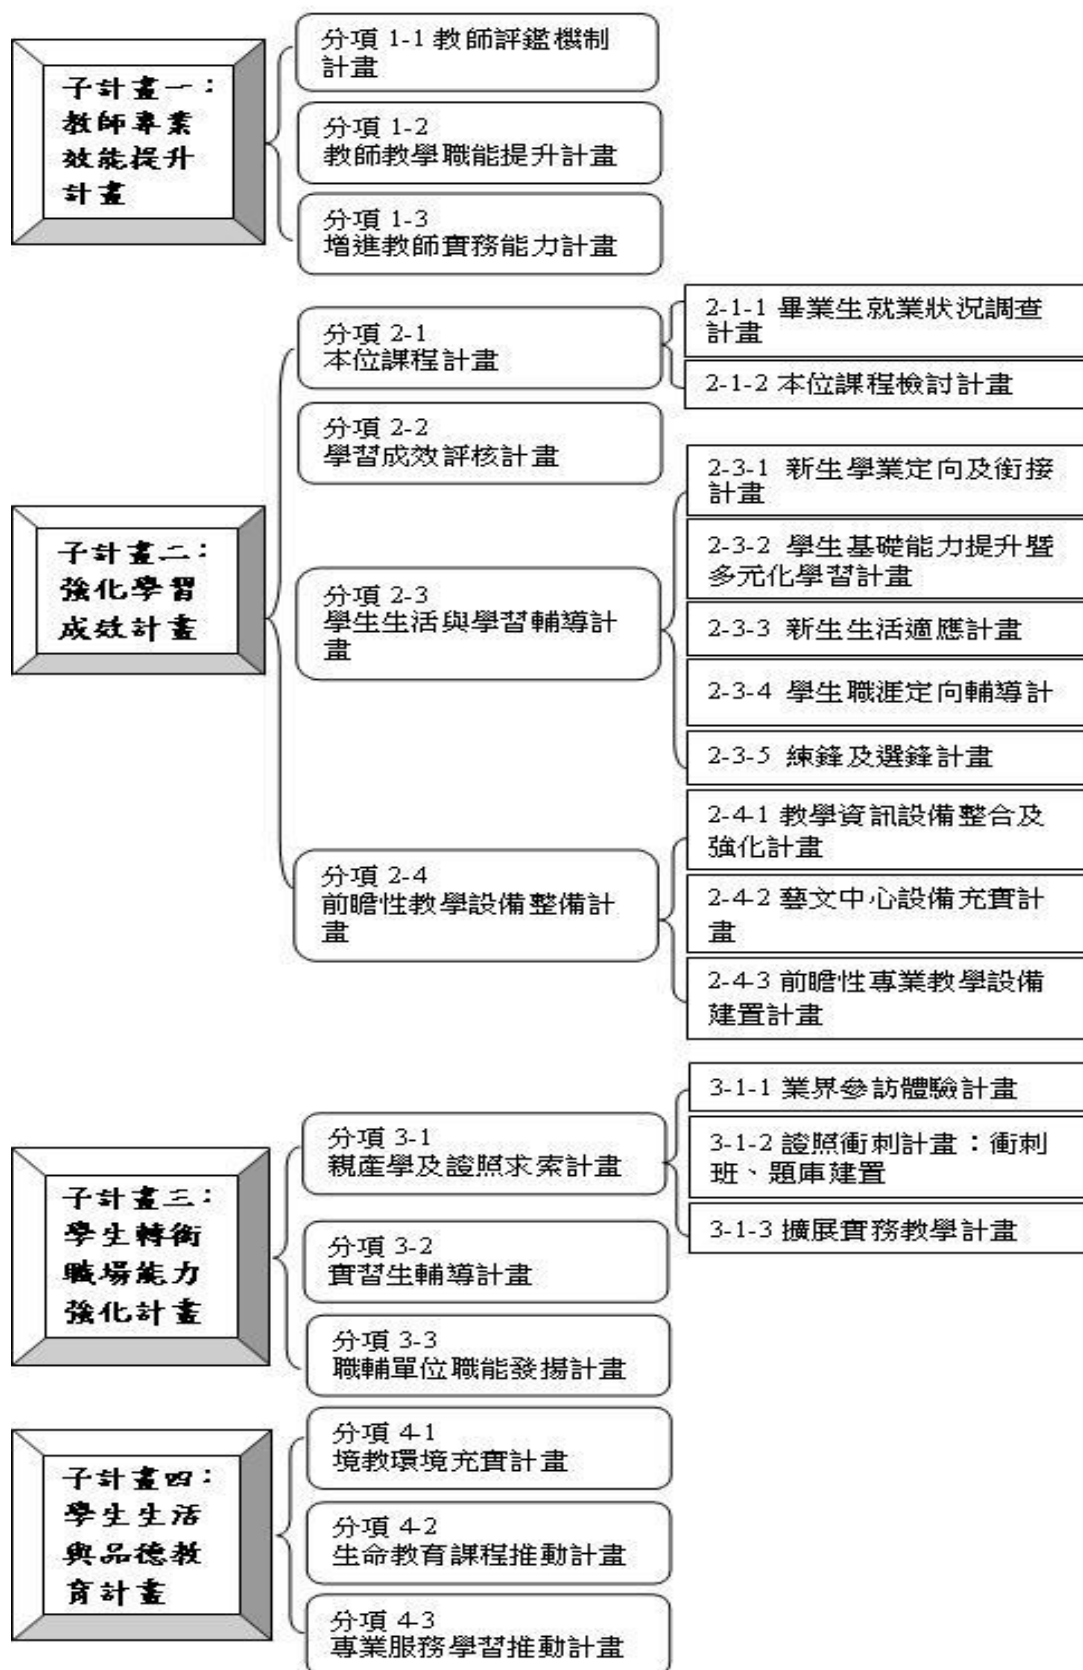 子計畫一：
教師專業
效能提升
計畫
分項 1-1 教師評鑑機制
計畫
分項 1-2
教師教學職能提升計畫
分項 1-3
增進教師實務能力計畫
子計畫二：
強化學習
成效計畫
分項 2-1
本位課程計畫
2-1-1 畢業生就業狀況調查
計畫
2-1-2 本位課程檢討計畫
分項 2-2
學習成效評核計畫
分項 2-3
學生生活與學習輔導計
畫
2-3-1 新生學業定向及銜接
計畫
2-3-2 學生基礎能力提升暨
多元化學習計畫
2-3-3 新生生活適應計畫
2-3-4 學生職涯定向輔導計
2-3-5 練鋒及選鋒計畫
分項 2-4
前瞻性教學設備整備計
畫
2-4-1 教學資訊設備整合及
強化計畫
2-4-2 藝文中心設備充實計
畫
2-4-3 前瞻性專業教學設備
建置計畫
子計畫三：
學生轉銜
職場能力
強化計畫
分項 3-1
親產學及證照求索計畫
3-1-1 業界參訪體驗計畫
3-1-2 證照衝刺計畫：衝刺
班、題庫建置
3-1-3 擴展實務教學計畫
分項 3-2
實習生輔導計畫
分項 3-3
職輔單位職能發揚計畫
子計畫四：
學生生活
與品德教
育計畫
分項 4-1
境教環境充實計畫
分項 4-2
生命教育課程推動計畫
分項 4-3
專業服務學習推動計畫